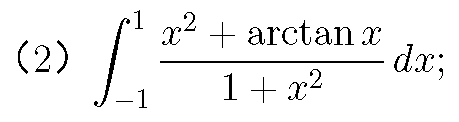 (2) $\int_{-1}^{1} \frac{x^2 + \arctan x}{1 + x^2} \, dx;$